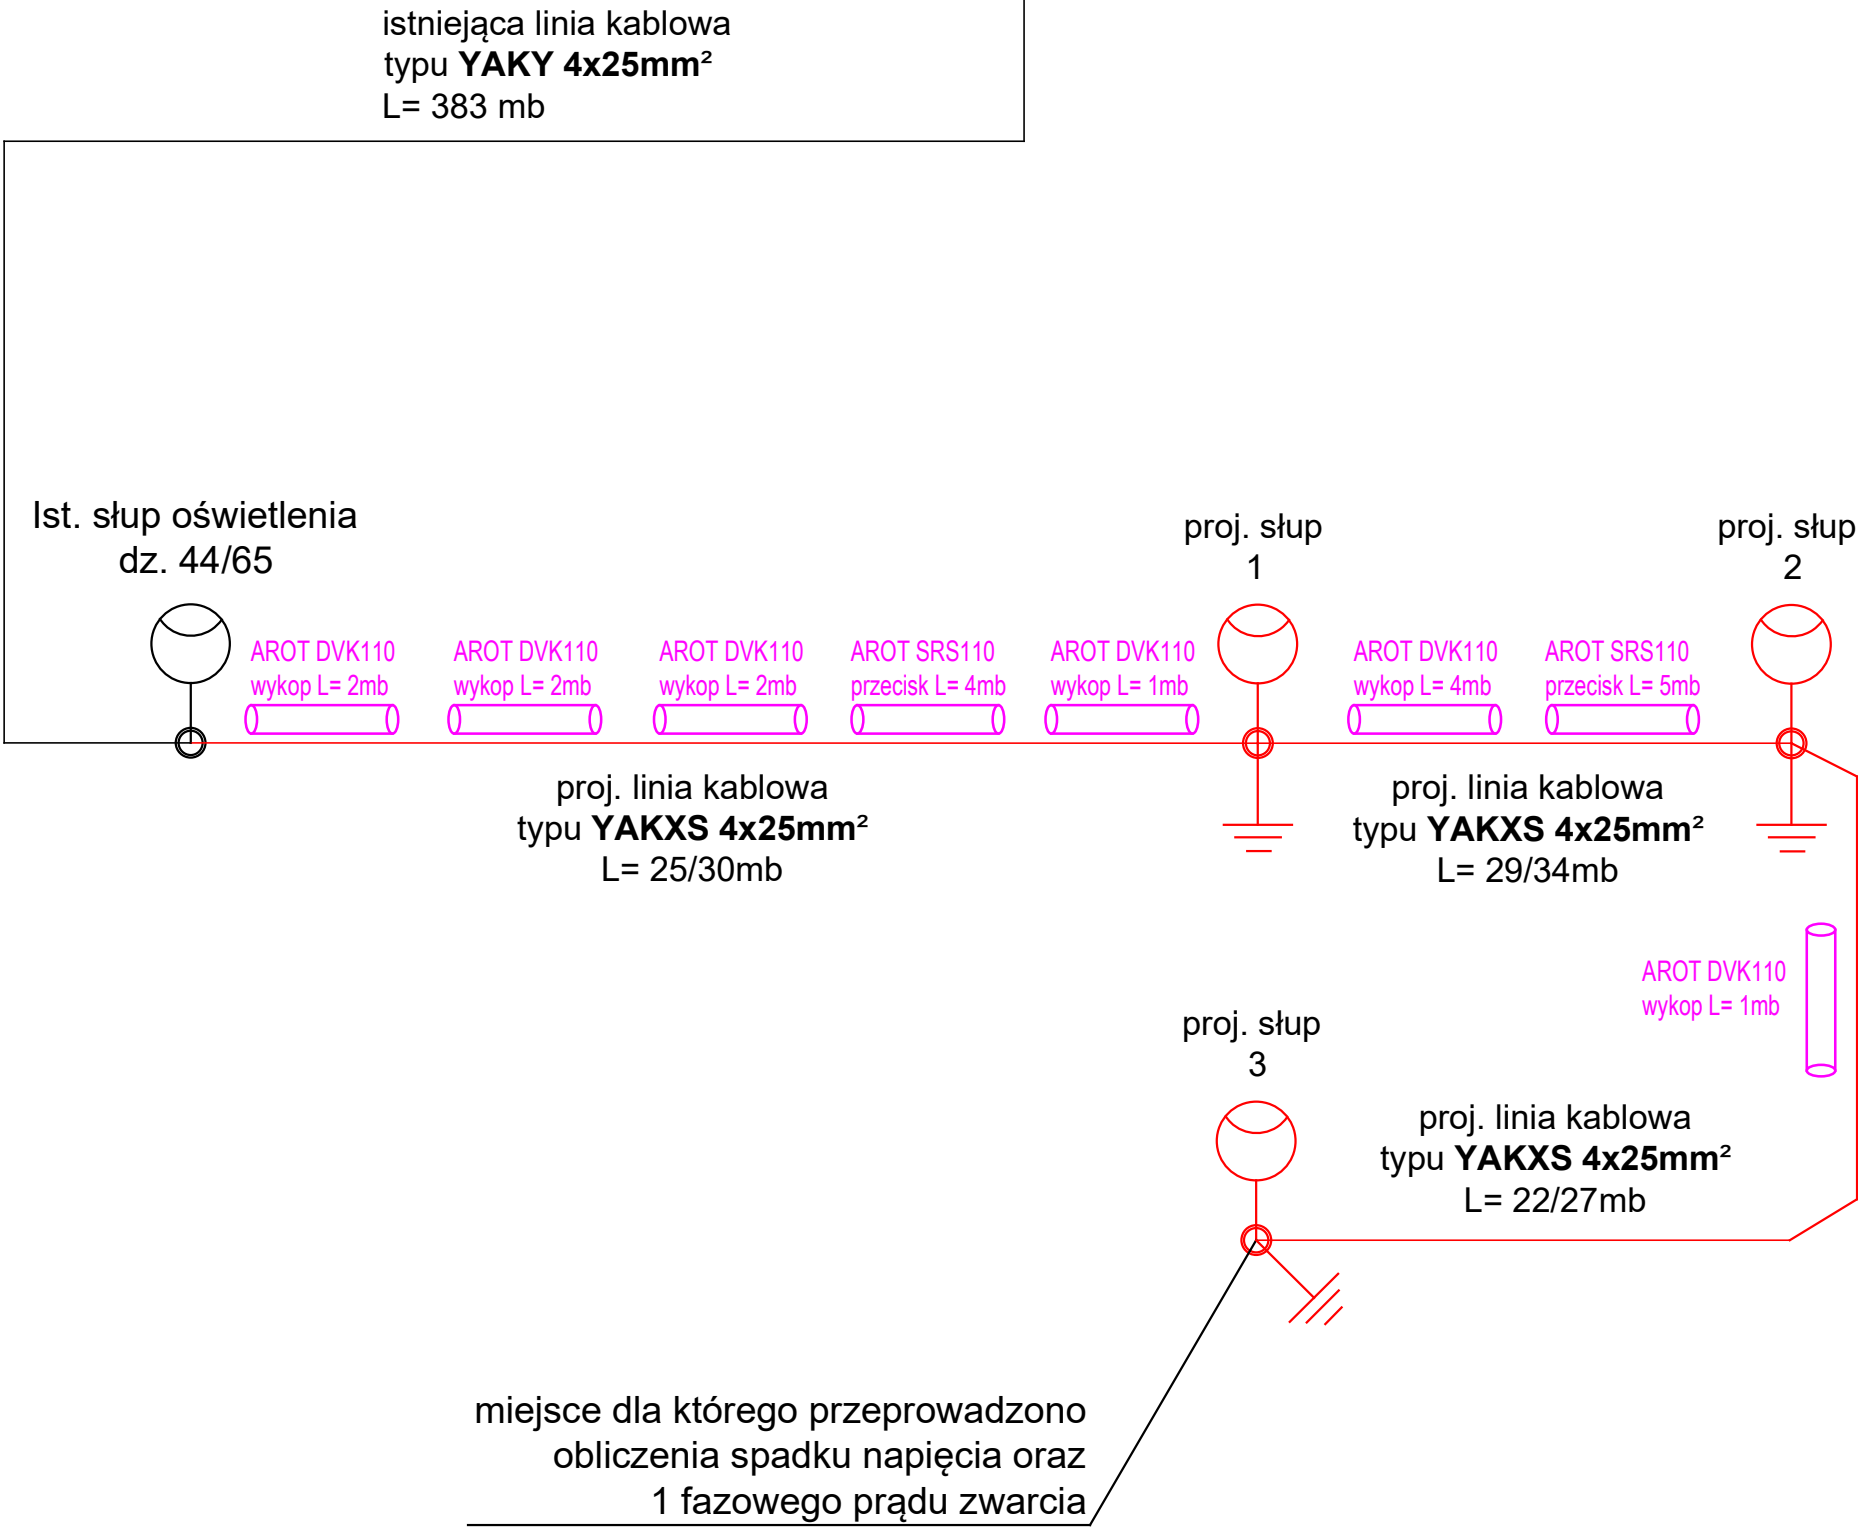 istniejąca linia kablowa
typu YAKY 4x25mm²
L= 383 mb
Ist. słup oświetlenia
dz. 44/65
proj. słup
1
proj. słup
2
AROT DVK110
wykop L= 2mb
AROT DVK110
wykop L= 2mb
AROT DVK110
wykop L= 2mb
AROT SRS110
przecisk L= 4mb
AROT DVK110
wykop L= 1mb
AROT DVK110
wykop L= 4mb
AROT SRS110
przecisk L= 5mb
proj. linia kablowa
typu YAKXS 4x25mm²
L= 25/30mb
proj. linia kablowa
typu YAKXS 4x25mm²
L= 29/34mb
AROT DVK110
wykop L= 1mb
proj. słup
3
proj. linia kablowa
typu YAKXS 4x25mm²
L= 22/27mb
miejsce dla którego przeprowadzono
obliczenia spadku napięcia oraz
1 fazowego prądu zwarcia